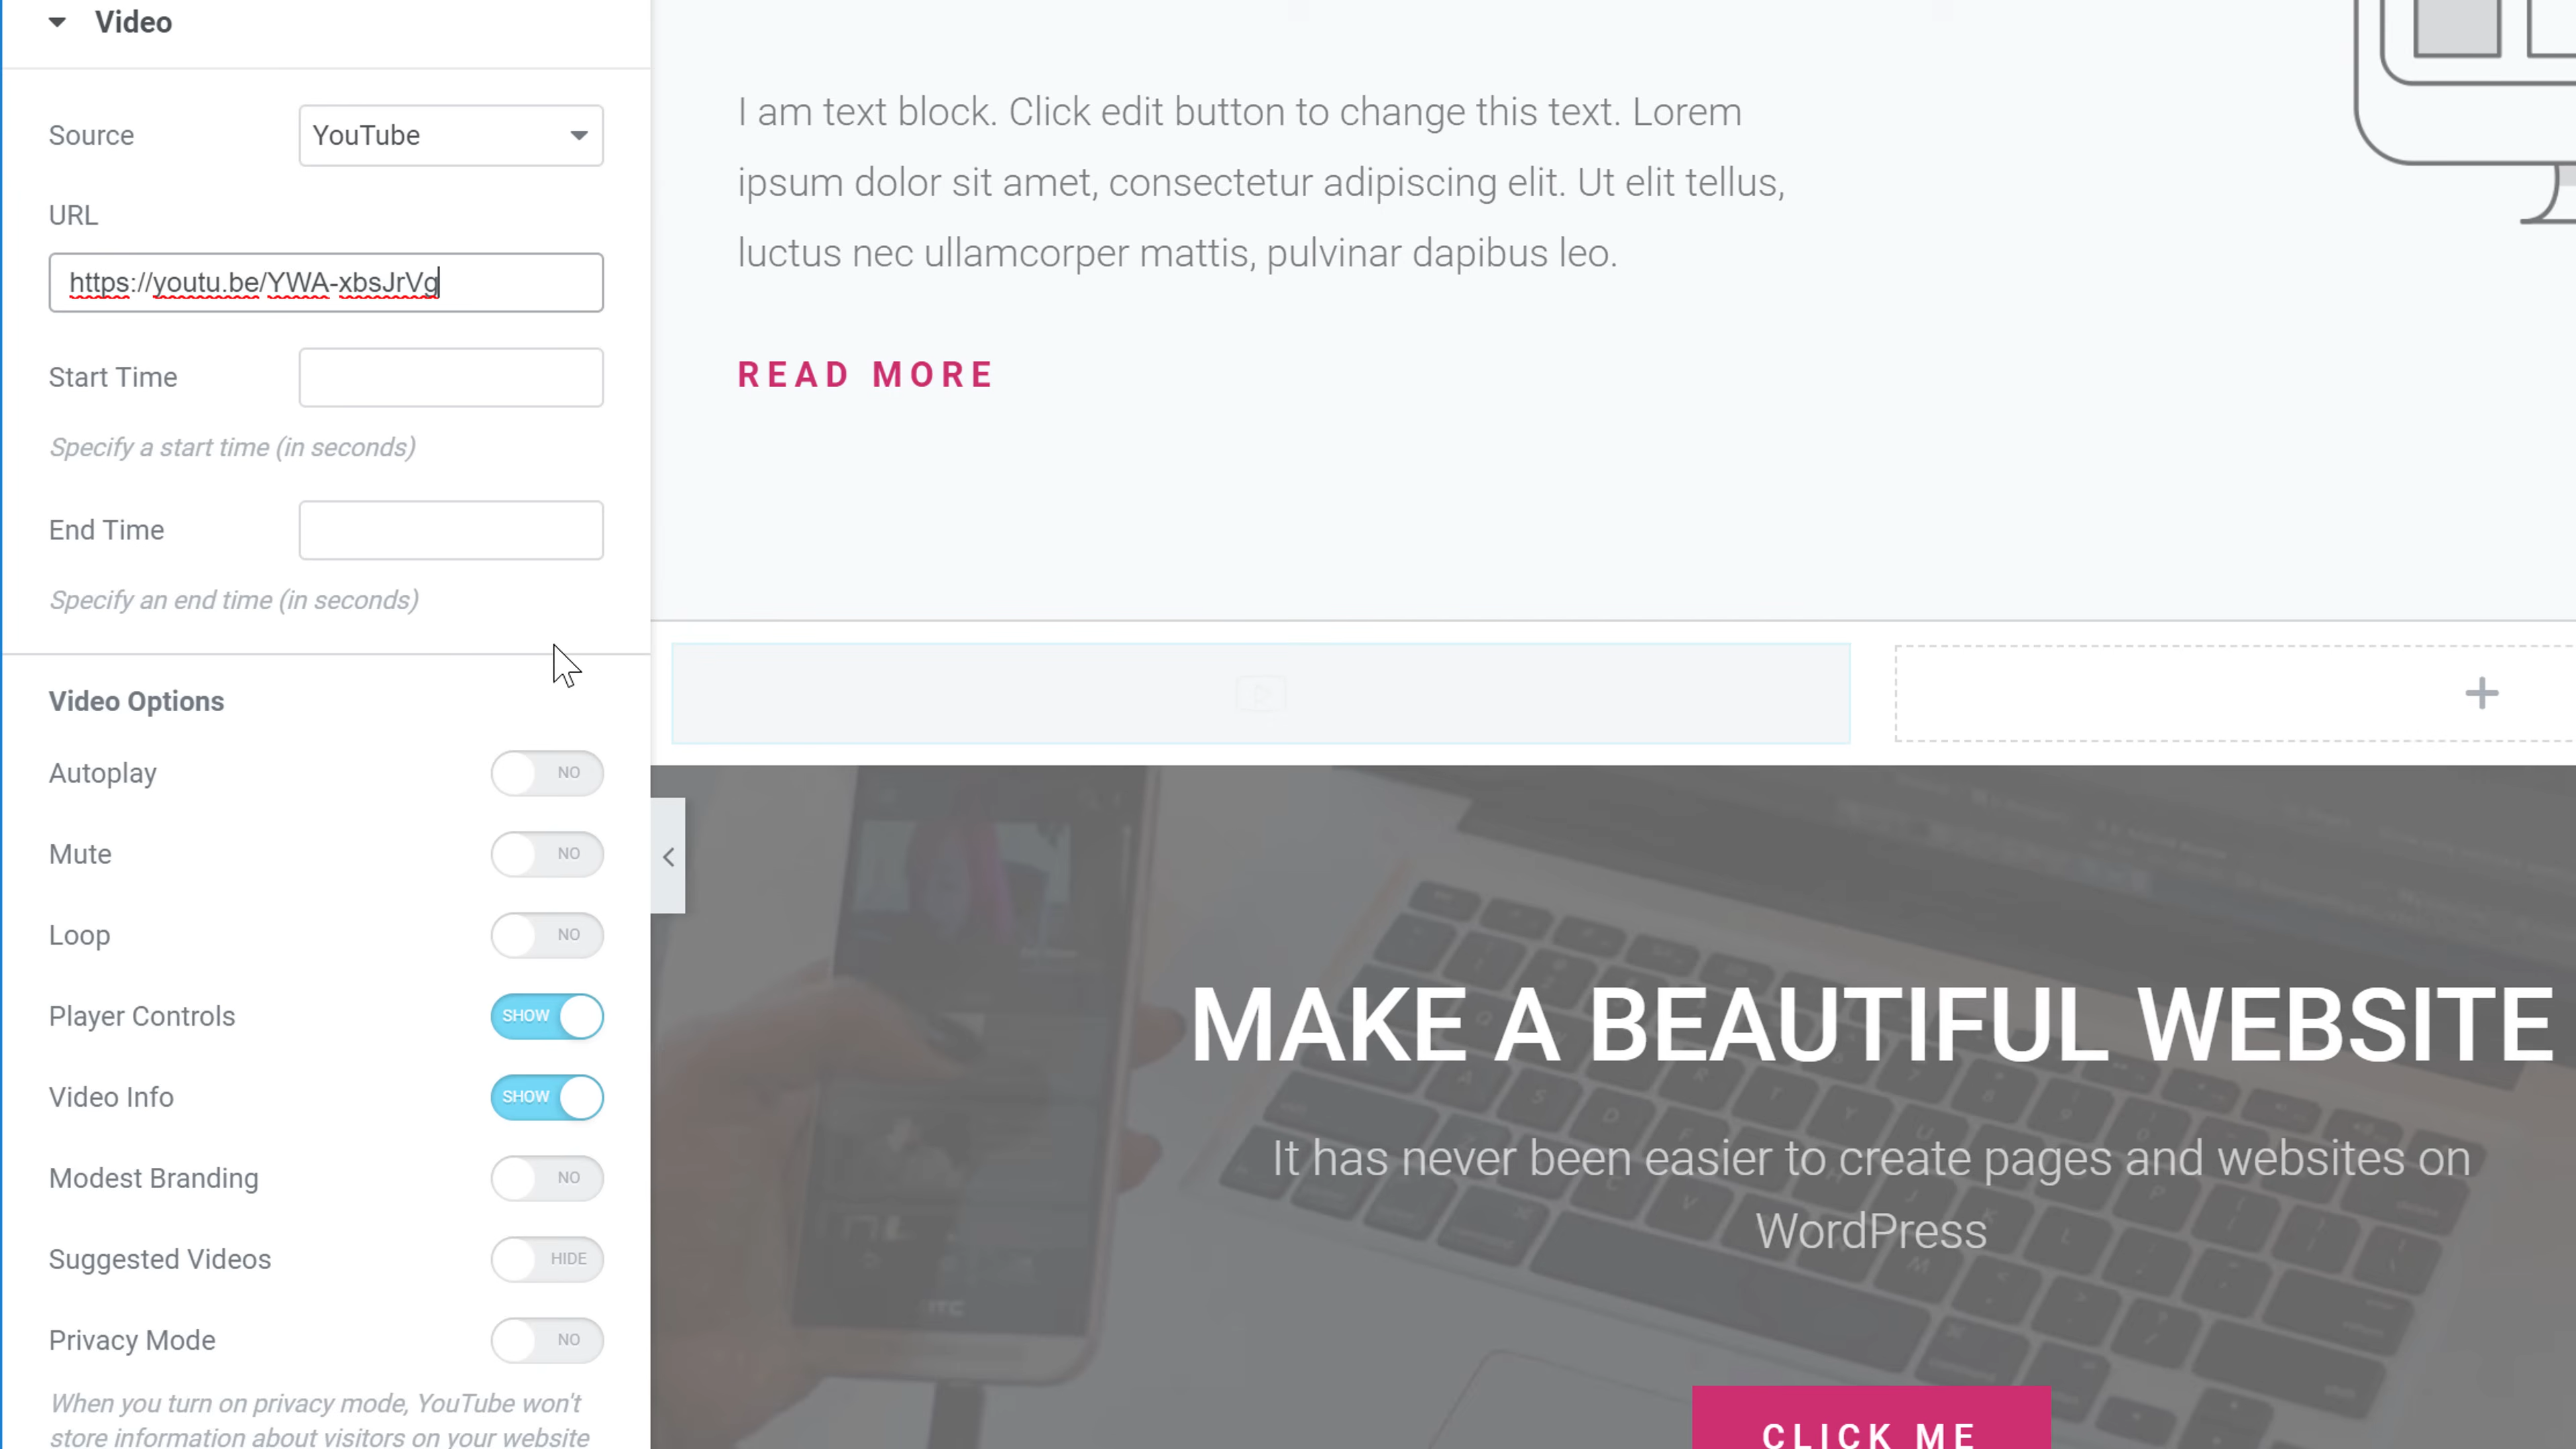 Video
Source
YouTube
URL
https://youtu.be/YWA-xbsJrVg
Start Time
Specify a start time (in seconds)
End Time
Specify an end time (in seconds)
Video Options
Autoplay
NO
Mute
NO
Loop
NO
Player Controls
SHOW
Video Info
SHOW
Modest Branding
NO
Suggested Videos
HIDE
Privacy Mode
NO
When you turn on privacy mode, YouTube won't
store information about visitors on your website
I am text block. Click edit button to change this text. Lorem
ipsum dolor sit amet, consectetur adipiscing elit. Ut elit tellus,
luctus nec ullamcorper mattis, pulvinar dapibus leo.
READ MORE
MAKE A BEAUTIFUL WEBSITE
It has never been easier to create pages and websites on
WordPress
CLICK ME